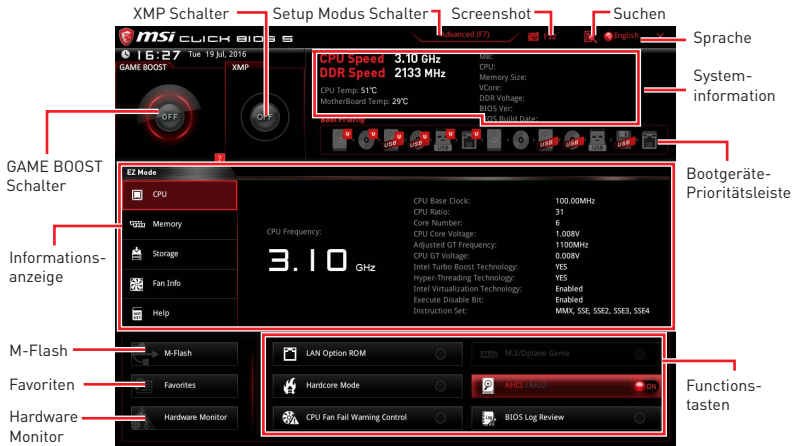 XMP Schalter
Setup Modus Schalter
Screenshot
Suchen
msi CLICK BIOS 5
Advanced (F7)
F12
English
X
Sprache
16:27 Tue 19 Jul, 2016
GAME BOOST
XMP
OFF
OFF
CPU Speed 3.10 GHz
DDR Speed 2133 MHz
CPU Temp: 51°C
MotherBoard Temp: 29°C
MB:
CPU:
Memory Size:
VCore:
DDR Voltage:
BIOS Ver:
BIOS Build Date:
System-
information
Boot Priority
U U USB U USB U USB U U USB USB USB USB
GAME BOOST
Schalter
?
Bootgeräte-
Prioritätsleiste
EZ Mode
CPU
Memory
Storage
Fan Info
Help
Informations-
anzeige
CPU Frequency:
3.10 GHz
CPU Base Clock: 100.00MHz
CPU Ratio: 31
Core Number: 6
CPU Core Voltage: 1.008V
Adjusted GT Frequency: 1100MHz
CPU GT Voltage: 0.008V
Intel Turbo Boost Technology: YES
Hyper-Threading Technology: YES
Intel Virtualization Technology: Enabled
Execute Disable Bit: Enabled
Instruction Set: MMX, SSE, SSE2, SSE3, SSE4
M-Flash
Favoriten
Hardware
Monitor
M-Flash
Favorites
Hardware Monitor
LAN Option ROM
M.2/Optane Genie
Hardcore Mode
AHCI /RAID
ON
CPU Fan Fail Warning Control
BIOS Log Review
Functions-
tasten